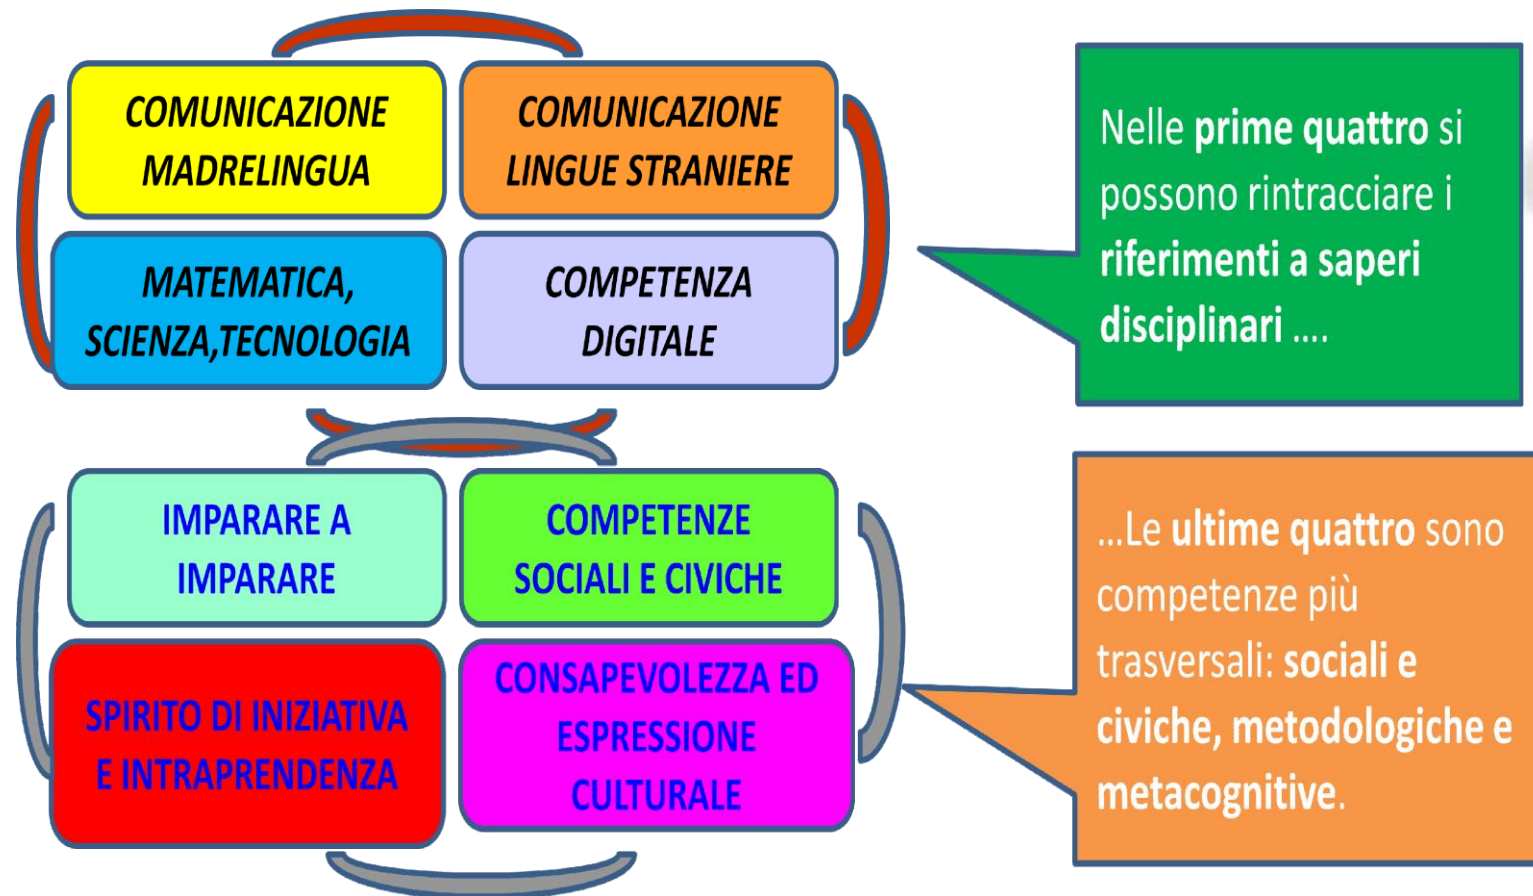 COMUNICAZIONE
MADRELINGUA
COMUNICAZIONE
LINGUE STRANIERE
MATEMATICA,
SCIENZA,TECNOLOGIA
COMPETENZA
DIGITALE
Nelle prime quattro si
possono rintracciare i
riferimenti a saperi
disciplinari ....
IMPARARE A
IMPARARE
COMPETENZE
SOCIALI E CIVICHE
SPIRITO DI INIZIATIVA
E INTRAPRENDENZA
CONSAPEVOLEZZA ED
ESPRESSIONE
CULTURALE
...Le ultime quattro sono
competenze più
trasversali: sociali e
civiche, metodologiche e
metacognitive.